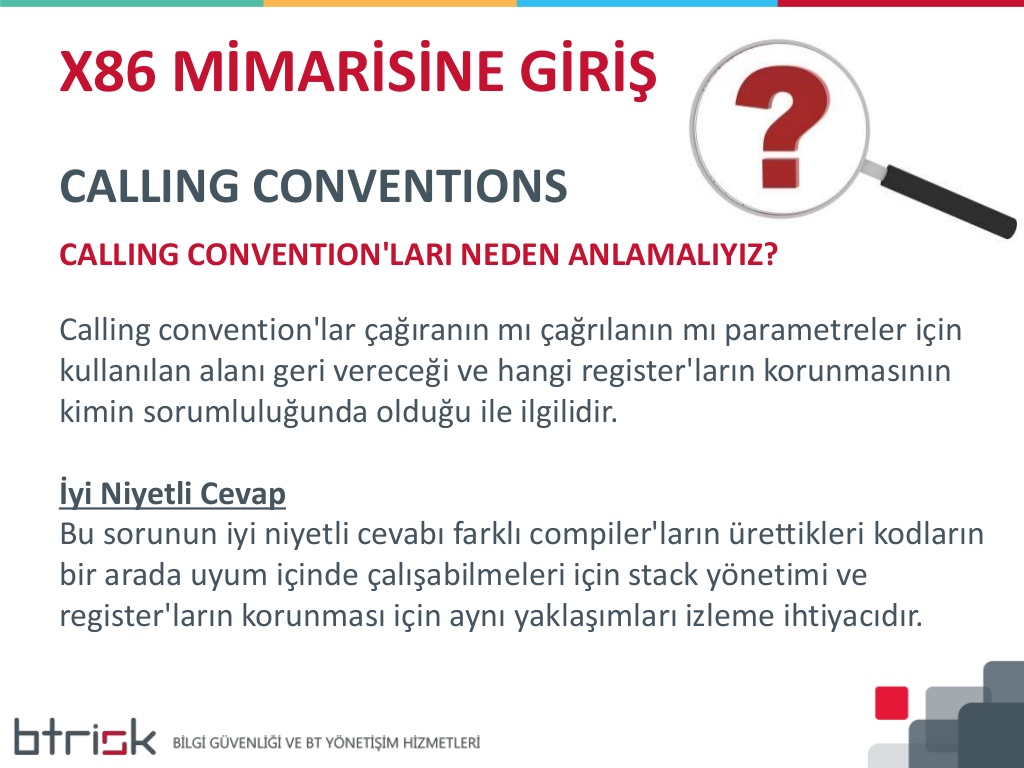 X86 MİMARİSİNE GİRİŞ
?
CALLING CONVENTIONS
CALLING CONVENTION'LARI NEDEN ANLAMALIYIZ?
Calling convention'lar çağıranın mı çağrılanın mı parametreler için
kullanılan alanı geri vereceği ve hangi register'ların korunmasının
kimin sorumluluğunda olduğu ile ilgilidir.
İyi Niyetli Cevap
Bu sorunun iyi niyetli cevabı farklı compiler'ların ürettikleri kodların
bir arada uyum içinde çalışabilmeleri için stack yönetimi ve
register'ların korunması için aynı yaklaşımları izleme ihtiyacıdır.
btrisk BİLGİ GÜVENLİĞİ VE BT YÖNETİŞİM HİZMETLERİ